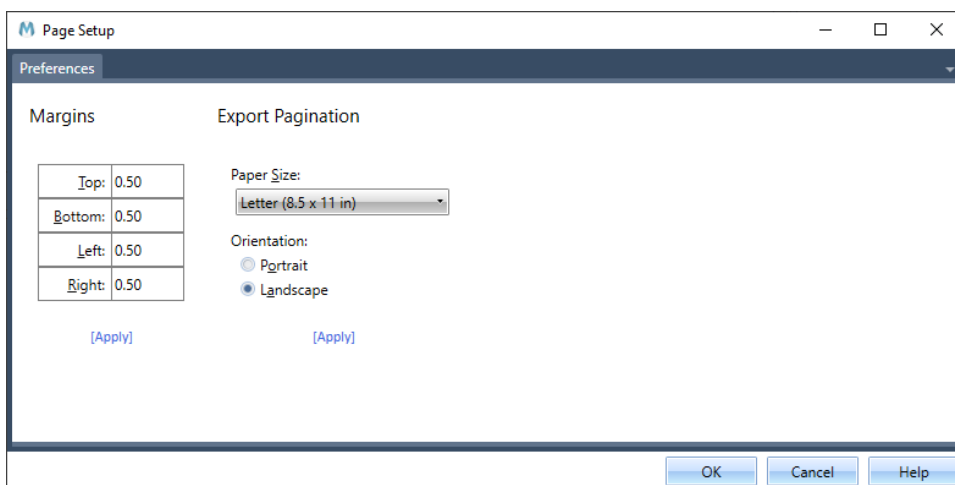 Page Setup
Preferences
Margins
Export Pagination
Top: 0.50
Bottom: 0.50
Left: 0.50
Right: 0.50
[Apply]
Paper Size:
Letter (8.5 x 11 in)
Orientation:
Portrait
Landscape
[Apply]
OK
Cancel
Help